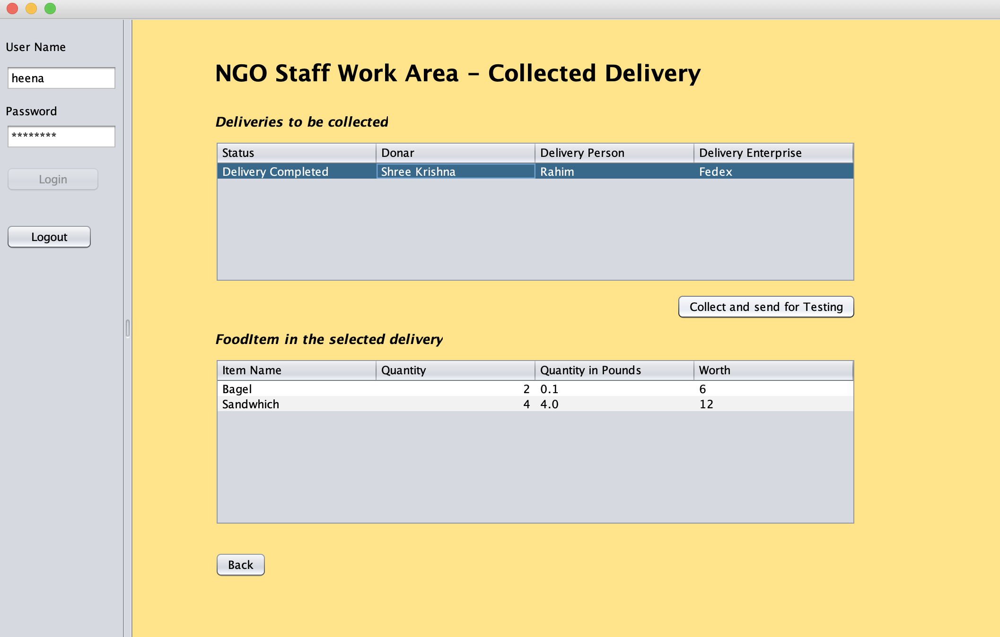 User Name
heena
Password
********
Login
Logout
NGO Staff Work Area - Collected Delivery
Deliveries to be collected
Status Donar Delivery Person Delivery Enterprise
Delivery Completed Shree Krishna Rahim Fedex
Collect and send for Testing
FoodItem in the selected delivery
Item Name Quantity Quantity in Pounds Worth
Bagel 2 0.1 6
Sandwhich 4 4.0 12
Back